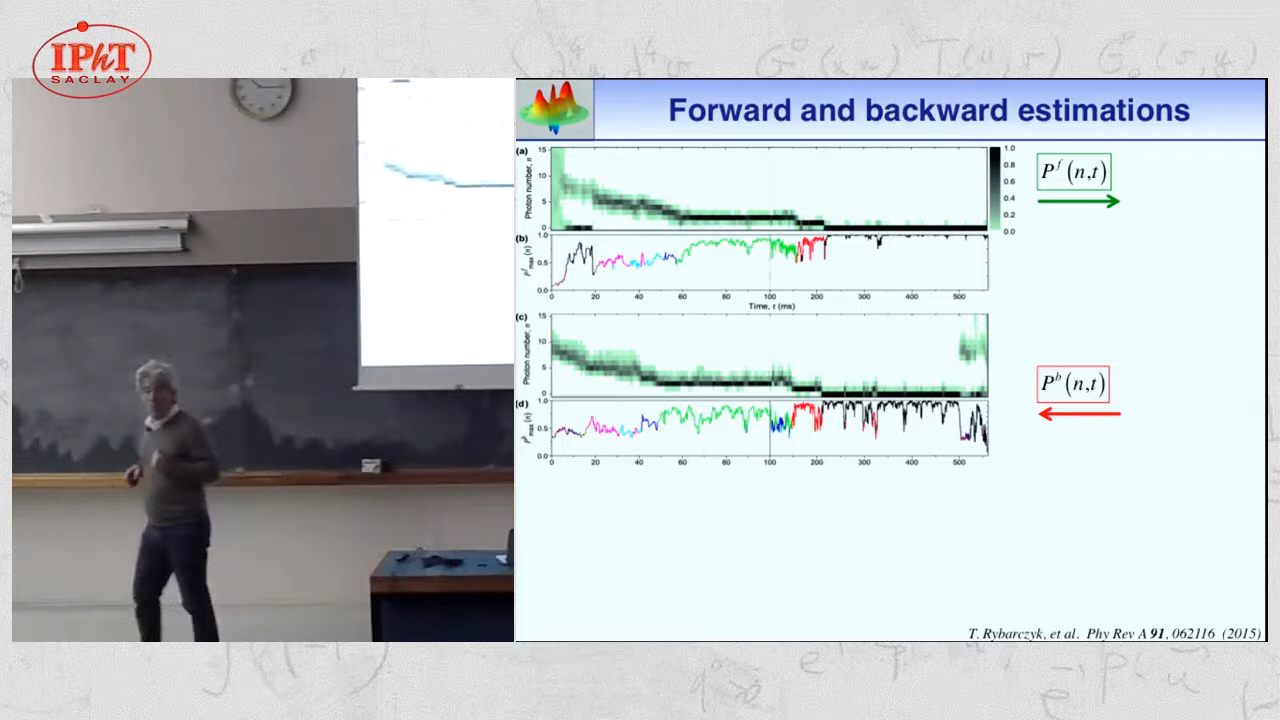 IPhT
SACLAY
Forward and backward estimations
(a)
Photon number, n
15
10
5
0
1.0
0.8
0.6
0.4
0.2
0.0
P^f (n,t)
(b)
P^f_max (n)
1.0
0.5
0.0
0 20 40 60 80 100 200 300 400 500
Time, t (ms)
(c)
Photon number, n
15
10
5
0
P^b (n,t)
(d)
P^b_max (n)
1.0
0.5
0.0
0 20 40 60 80 100 200 300 400 500
T. Rybarczyk, et al. Phy Rev A 91, 062116 (2015)